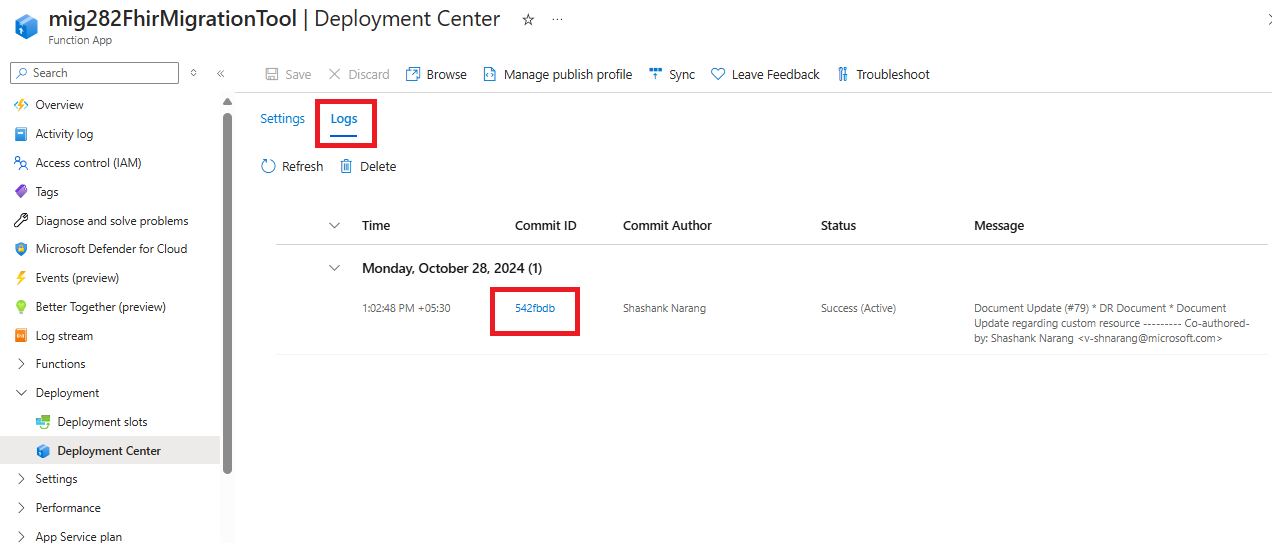 mig282FhirMigrationTool | Deployment Center
Function App
Search
Save Discard Browse Manage publish profile Sync Leave Feedback Troubleshoot
Overview
Activity log
Access control (IAM)
Tags
Diagnose and solve problems
Microsoft Defender for Cloud
Events (preview)
Better Together (preview)
Log stream
Functions
Deployment
Deployment slots
Deployment Center
Settings
Performance
App Service plan
Settings Logs
Refresh Delete
Time Commit ID Commit Author Status Message
Monday, October 28, 2024 (1)
1:02:48 PM +05:30 542fbdb Shashank Narang Success (Active) Document Update (#79) * DR Document * Document
Update regarding custom resource --------- Co-authored-
by: Shashank Narang <v-shnarang@microsoft.com>